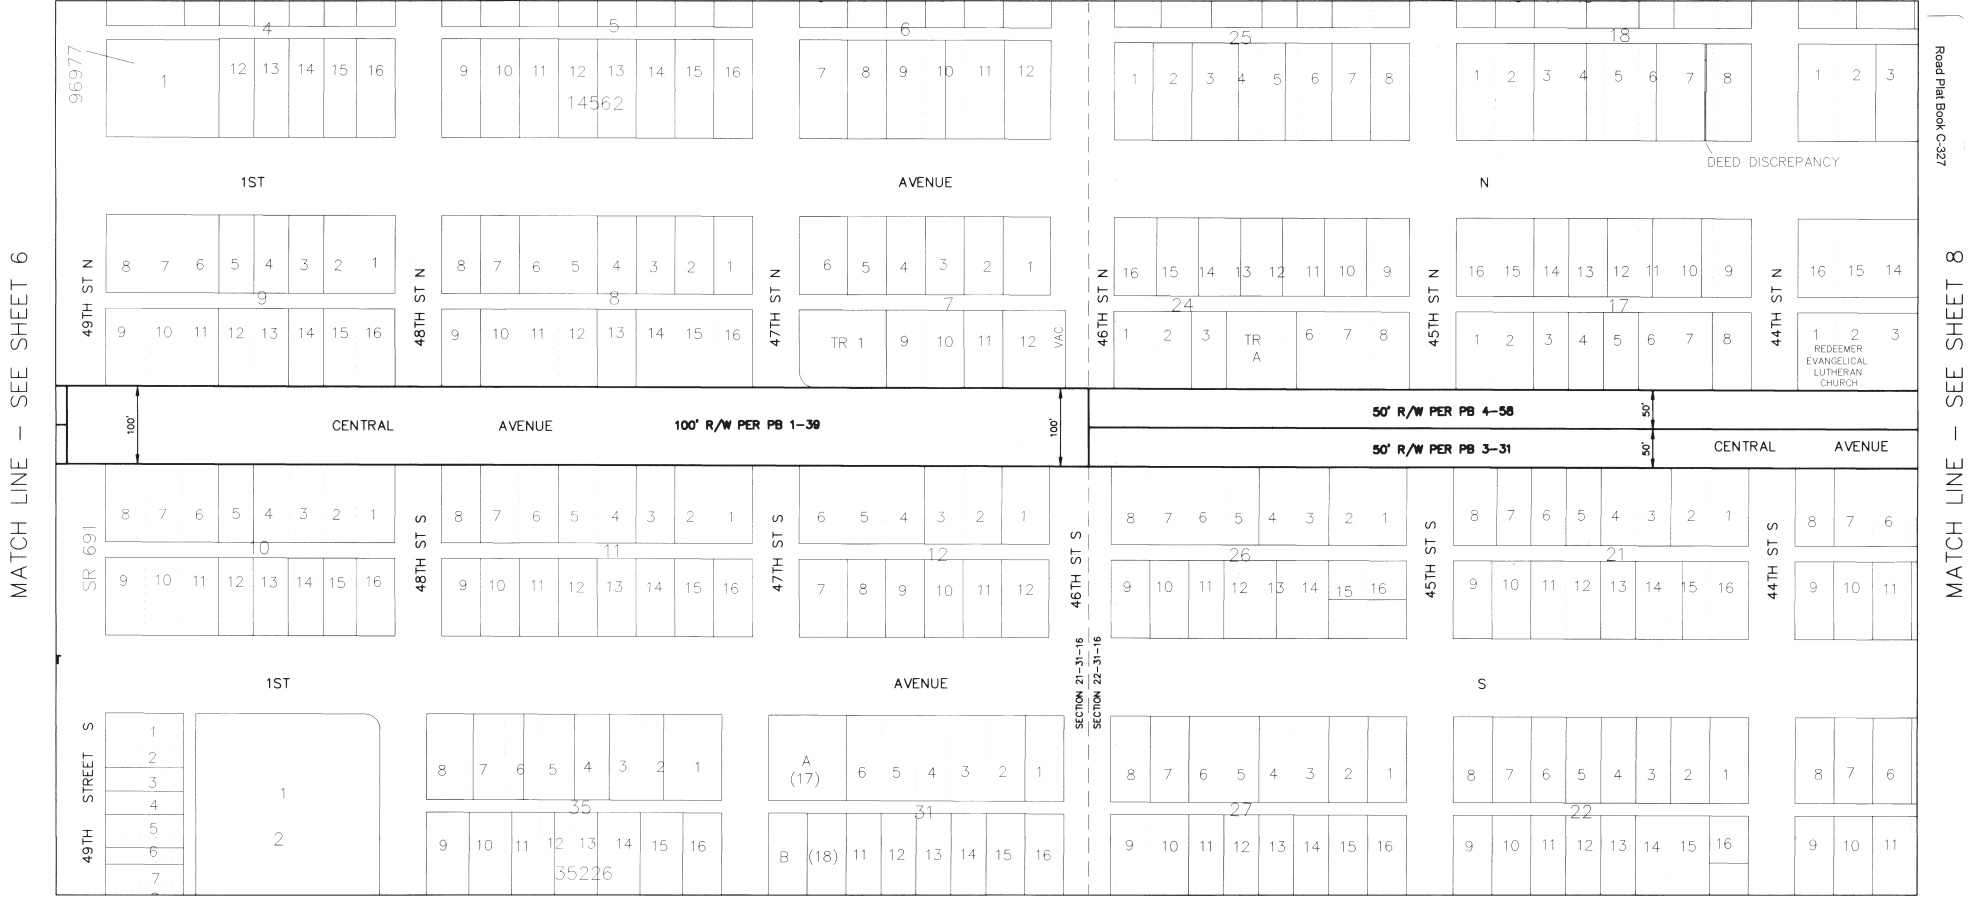 4
5
6
25
18
96977
1 12 13 14 15 16
9 10 11 12 13 14 15 16
14562
7 8 9 10 11 12
1 2 3 4 5 6 7 8
1 2 3 4 5 6 7 8
1 2 3
DEED DISCREPANCY
Road Plat Book C-327
1ST AVENUE N
MATCH LINE - SEE SHEET 6
49TH ST N
8 7 6 5 4 3 2 1
9
9 10 11 12 13 14 15 16
48TH ST N
8 7 6 5 4 3 2 1
8
9 10 11 12 13 14 15 16
47TH ST N
6 5 4 3 2 1
7
TR 1 9 10 11 12
VAC
46TH ST N
16 15 14 13 12 11 10 9
24
1 2 3 TR A 6 7 8
45TH ST N
16 15 14 13 12 11 10 9
17
1 2 3 4 5 6 7 8
44TH ST N
16 15 14
1 2 3
REDEEMER
EVANGELICAL
LUTHERAN
CHURCH
MATCH LINE - SEE SHEET 8
100'
CENTRAL AVENUE 100' R/W PER PB 1-39
100'
50' R/W PER PB 4-58
50'
50' R/W PER PB 3-31
50'
CENTRAL AVENUE
SR 691
8 7 6 5 4 3 2 1
10
9 10 11 12 13 14 15 16
48TH ST S
8 7 6 5 4 3 2 1
11
9 10 11 12 13 14 15 16
47TH ST S
6 5 4 3 2 1
12
7 8 9 10 11 12
46TH ST S
8 7 6 5 4 3 2 1
26
9 10 11 12 13 14 15 16
45TH ST S
8 7 6 5 4 3 2 1
21
9 10 11 12 13 14 15 16
44TH ST S
8 7 6
9 10 11
SECTION 21-31-16
SECTION 22-31-16
1ST AVENUE S
49TH STREET S
1
2
3
4
5
6
7
1
2
8 7 6 5 4 3 2 1
35
9 10 11 12 13 14 15 16
35226
A
(17)
6 5 4 3 2 1
31
B (18) 11 12 13 14 15 16
8 7 6 5 4 3 2 1
27
9 10 11 12 13 14 15 16
8 7 6 5 4 3 2 1
22
9 10 11 12 13 14 15 16
8 7 6
9 10 11